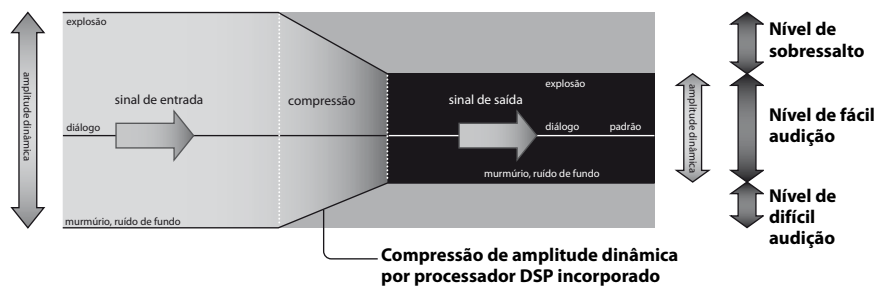 explosão
Nível de
sobressalto
amplitude dinâmica
sinal de entrada
compressão
sinal de saída
explosão
amplitude dinâmica
Nível de fácil
audição
diálogo
diálogo
padrão
murmúrio, ruído de fundo
murmúrio, ruído de fundo
Nível de
difícil
audição
Compressão de amplitude dinâmica
por processador DSP incorporado